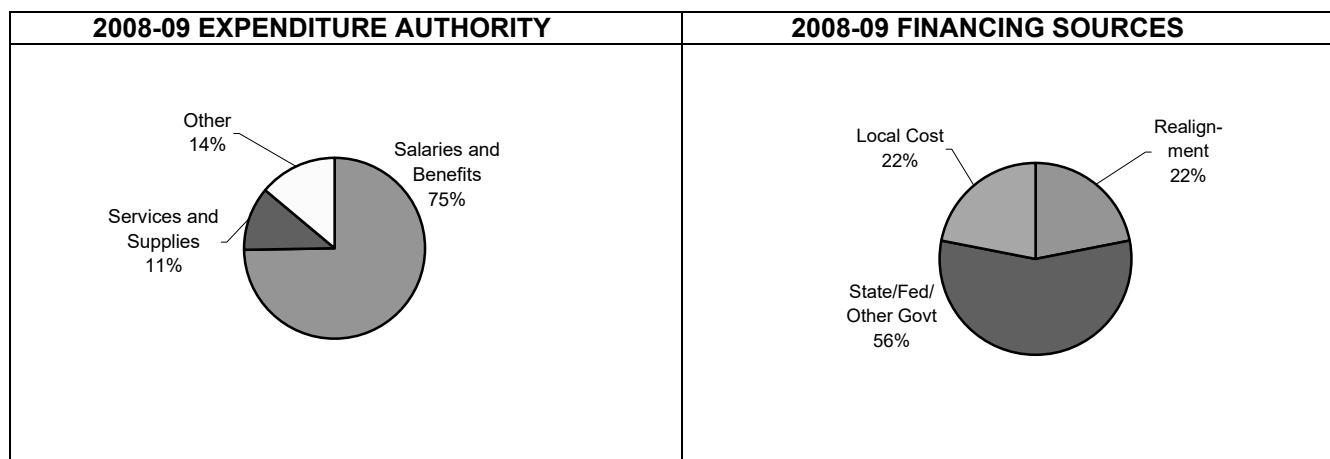 2008-09 EXPENDITURE AUTHORITY
Other
14%
Salaries and
Benefits
75%
Services and
Supplies
11%
2008-09 FINANCING SOURCES
Local Cost
22%
Realign-
ment
22%
State/Fed/
Other Govt
56%